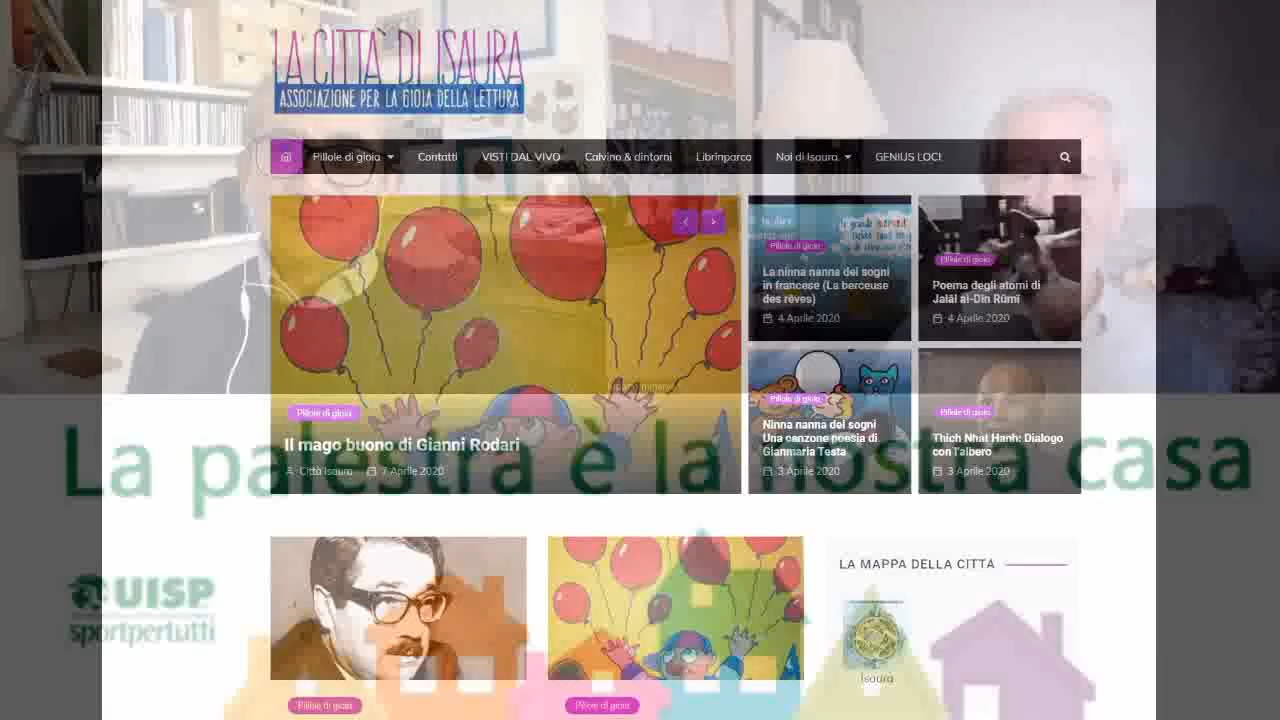 LA CITTA' DI ISAURA
ASSOCIAZIONE PER LA GIOIA DELLA LETTURA
Pillole di gioia
Contatti
VISTI DAL VIVO
Calvino & dintorni
Librinparco
Noi di Isaura
GENIUS LOCI
Pillole di gioia
Il mago buono di Gianni Rodari
Città Isaura
7 Aprile 2020
Pillole di gioia
La ninna nanna dei sogni
in francese (La berceuse
des rêves)
4 Aprile 2020
Pillole di gioia
Poema degli atomi di
Jalāl al-Dīn Rūmī
4 Aprile 2020
Pillole di gioia
Ninna nanna dei sogni
Una canzone poesia di
Gianmaria Testa
3 Aprile 2020
Pillole di gioia
Thich Nhat Hanh: Dialogo
con l'albero
3 Aprile 2020
La palestra è la nostra casa
UISP
sportpertutti
LA MAPPA DELLA CITTÀ
Isaura
Pillole di gioia
Pillole di gioia